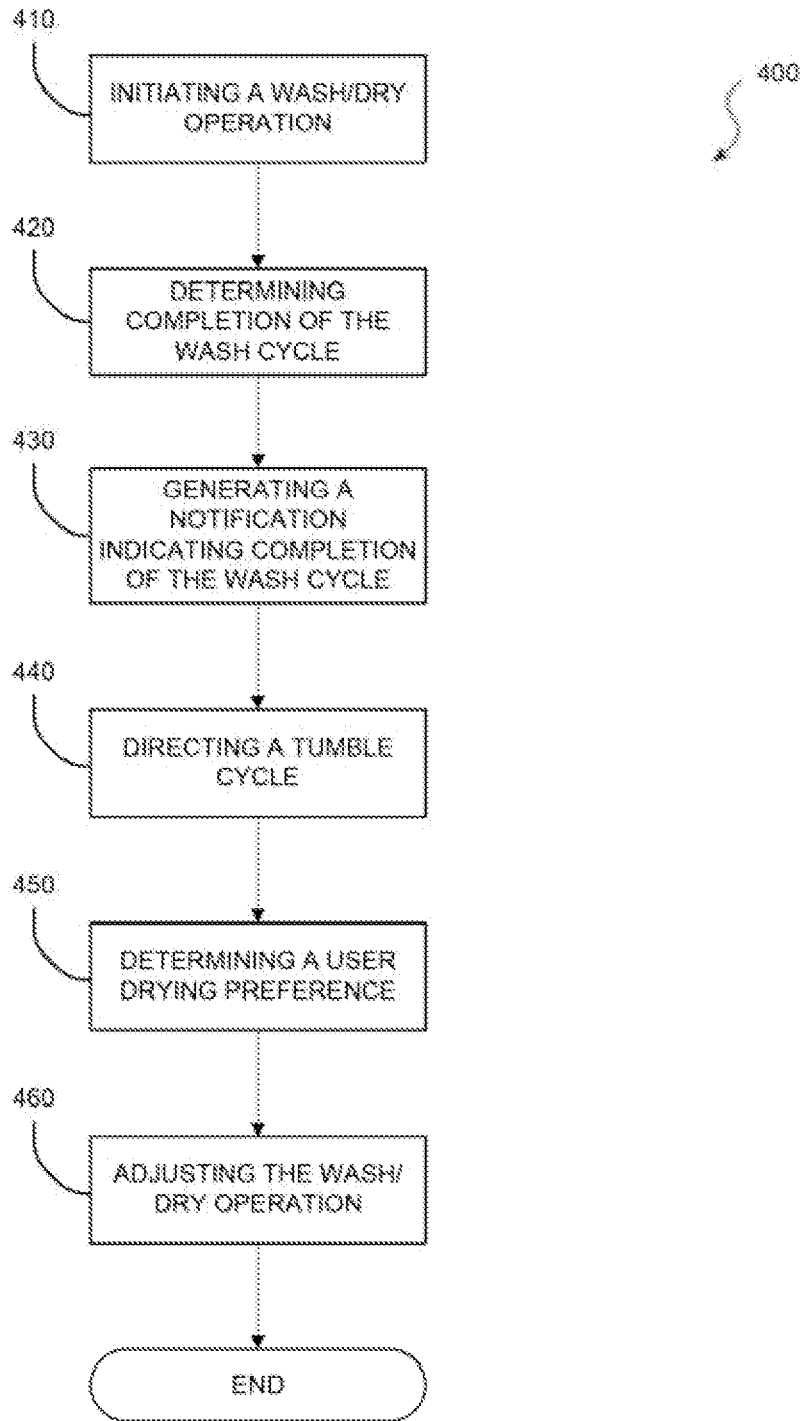 410
400
INITIATING A WASH/DRY
OPERATION
420
DETERMINING
COMPLETION OF THE
WASH CYCLE
430
GENERATING A
NOTIFICATION
INDICATING COMPLETION
OF THE WASH CYCLE
440
DIRECTING A TUMBLE
CYCLE
450
DETERMINING A USER
DRYING PREFERENCE
460
ADJUSTING THE WASH/
DRY OPERATION
END